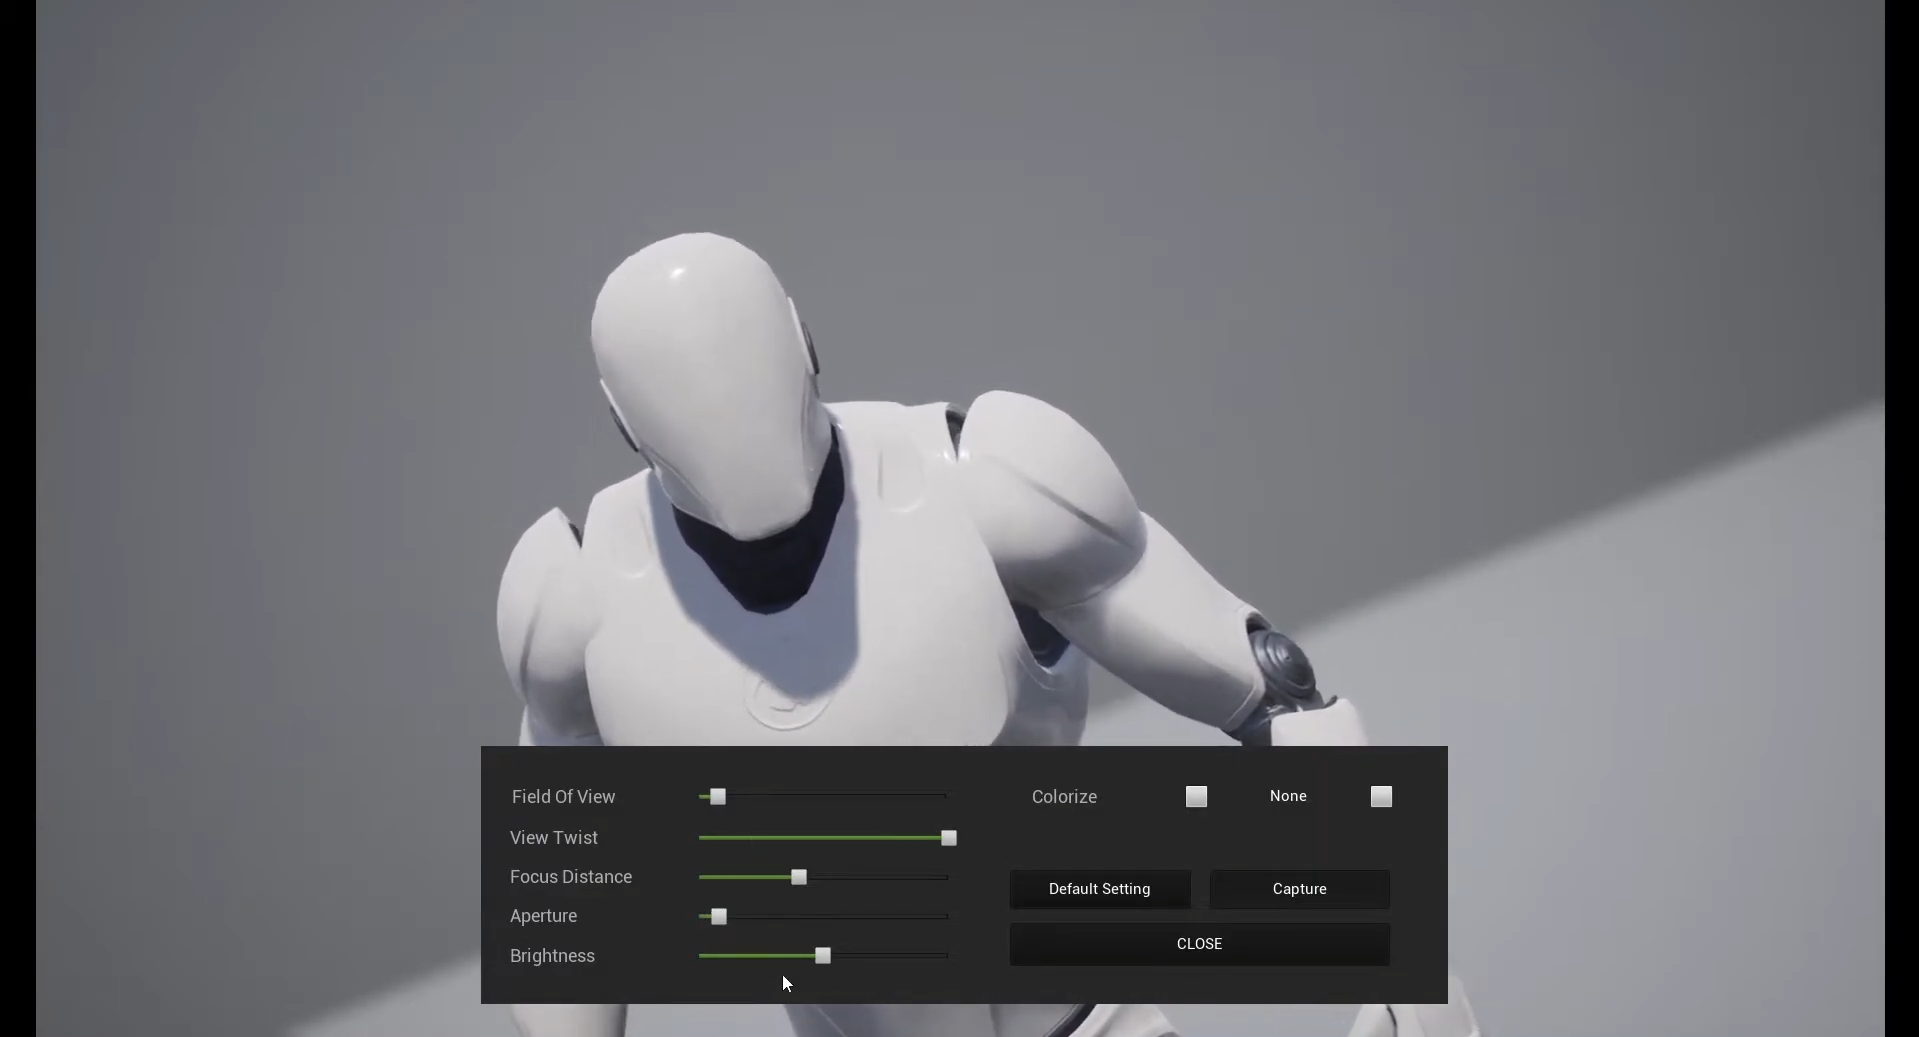 Field Of View
Colorize
None
View Twist
Focus Distance
Default Setting
Capture
Aperture
CLOSE
Brightness